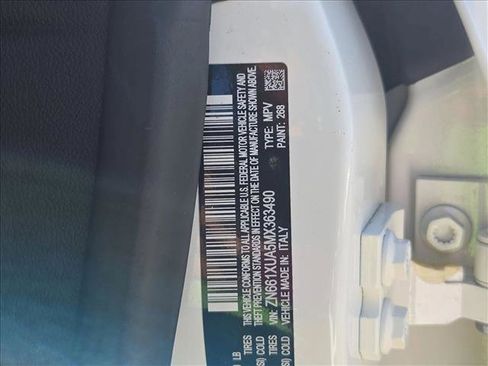 THIS VEHICLE CONFORMS TO ALL APPLICABLE U.S. FEDERAL MOTOR VEHICLE SAFETY AND
THEFT PREVENTION STANDARDS IN EFFECT ON THE DATE OF MANUFACTURE SHOWN ABOVE.
VIN: ZN661XUA5MX363490 TYPE: MPV
VEHICLE MADE IN: ITALY PAINT: 268
LB
TIRES
COLD
TIRES
COLD